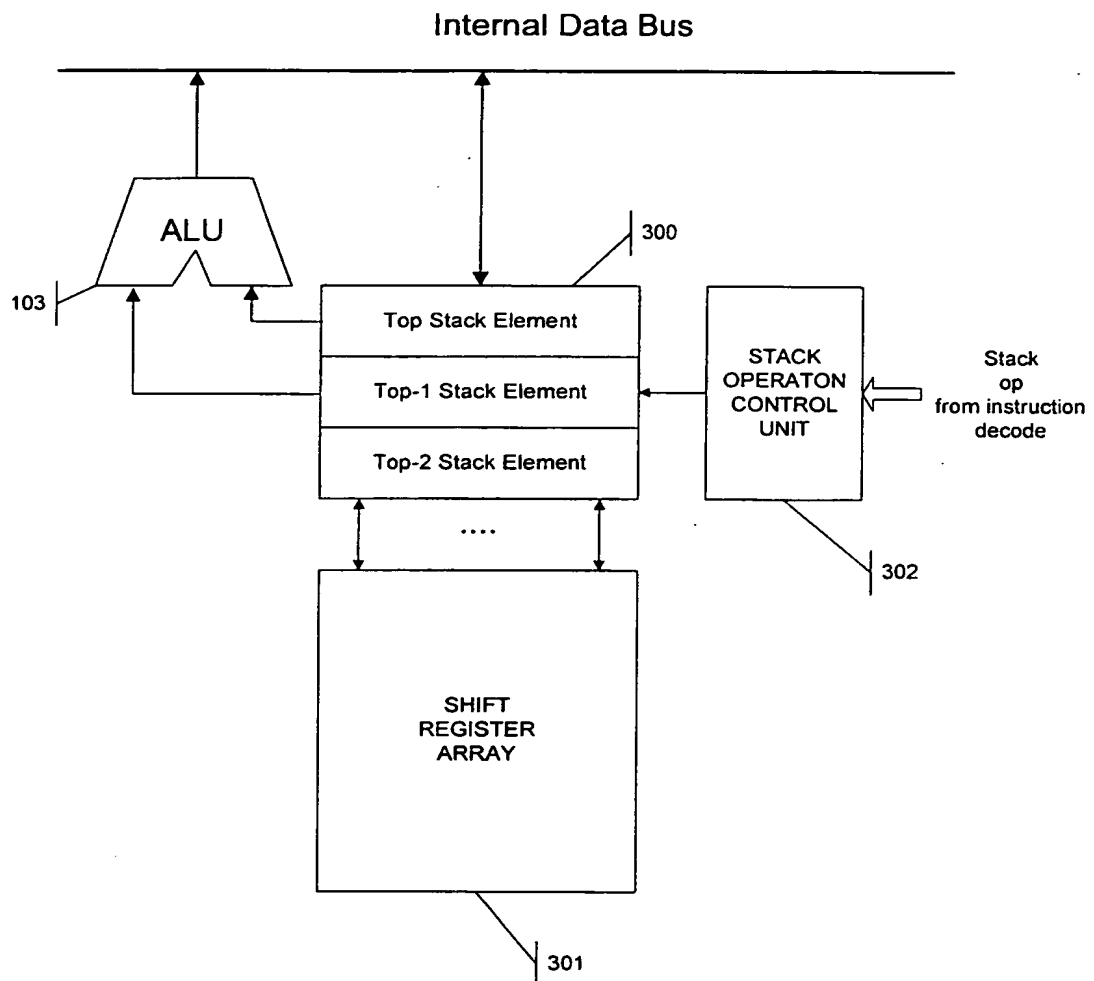 Internal Data Bus
ALU
300
103
Top Stack Element
Top-1 Stack Element
Top-2 Stack Element
STACK
OPERATON
CONTROL
UNIT
Stack
op
from instruction
decode
....
302
SHIFT
REGISTER
ARRAY
301